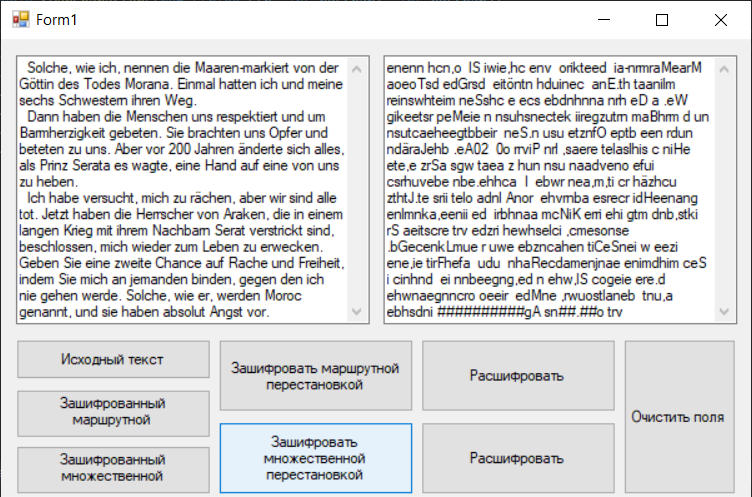 Form1
Solche, wie ich, nennen die Maaren-markiert von der
Göttin des Todes Morana. Einmal hatten ich und meine
sechs Schwestern ihren Weg.
Dann haben die Menschen uns respektiert und um
Barmherzigkeit gebeten. Sie brachten uns Opfer und
beteten zu uns. Aber vor 200 Jahren änderte sich alles,
als Prinz Serata es wagte, eine Hand auf eine von uns
zu heben.
Ich habe versucht, mich zu rächen, aber wir sind alle
tot. Jetzt haben die Herrscher von Araken, die in einem
langen Krieg mit ihrem Nachbarn Serat verstrickt sind,
beschlossen, mich wieder zum Leben zu erwecken.
Geben Sie eine zweite Chance auf Rache und Freiheit,
indem Sie mich an jemanden binden, gegen den ich
nie gehen werde. Solche, wie er, werden Moroc
genannt, und sie haben absolut Angst vor.
enenn hcn,o  IS iwie,hc env  orikteed  ia-nrmraMearM
aoeoTsd edGrsd  eitöntn hduinec  anE.th taanilm
reinswhteim neSshc e ecs ebdnhnna nrh eD a .eW
gikeetsr peMeie n nsuhsnectek iiregzutrn maBhrm d un
nsutcaeheegtbbeir  neS.n usu etznfO eptb een rdun
ndäraJehb .eA02  0o rrviP nrl ,saere telaslhis c niHe
ete,e zrSa sgw taea z hun nsu naadveno efui
csrhuvebe nbe.ehhca  I  ebwr nea,m,ti cr häzhcu
zthtJ.te srii telo adnl Anor  ehvrnba esrecr idHeenang
enlmnka,eenii ed  irbhnaa mcNiK erri ehi gtm dnb,stki
rS aeitscre trv edzri hewhselci ,cmesonse
.bGecenkLmue r uwe ebzncahen tiCeSnei w eezi
ene,ie tirFhefa  udu  nhaRecdamenjnae enimdhim ceS
i cinhnd  ei nnbeegng,ed n ehw,IS cogeie ere.d
ehwnaegnncro oeeir  edMne ,rwuostlaneb  tnu,a
ebhsdni ##########gA sn##.##o trv
Исходный текст
Зашифрованный
маршрутной
Зашифрованный
множественной
Зашифровать маршрутной
перестановкой
Зашифровать
множественной
перестановкой
Расшифровать
Расшифровать
Очистить поля